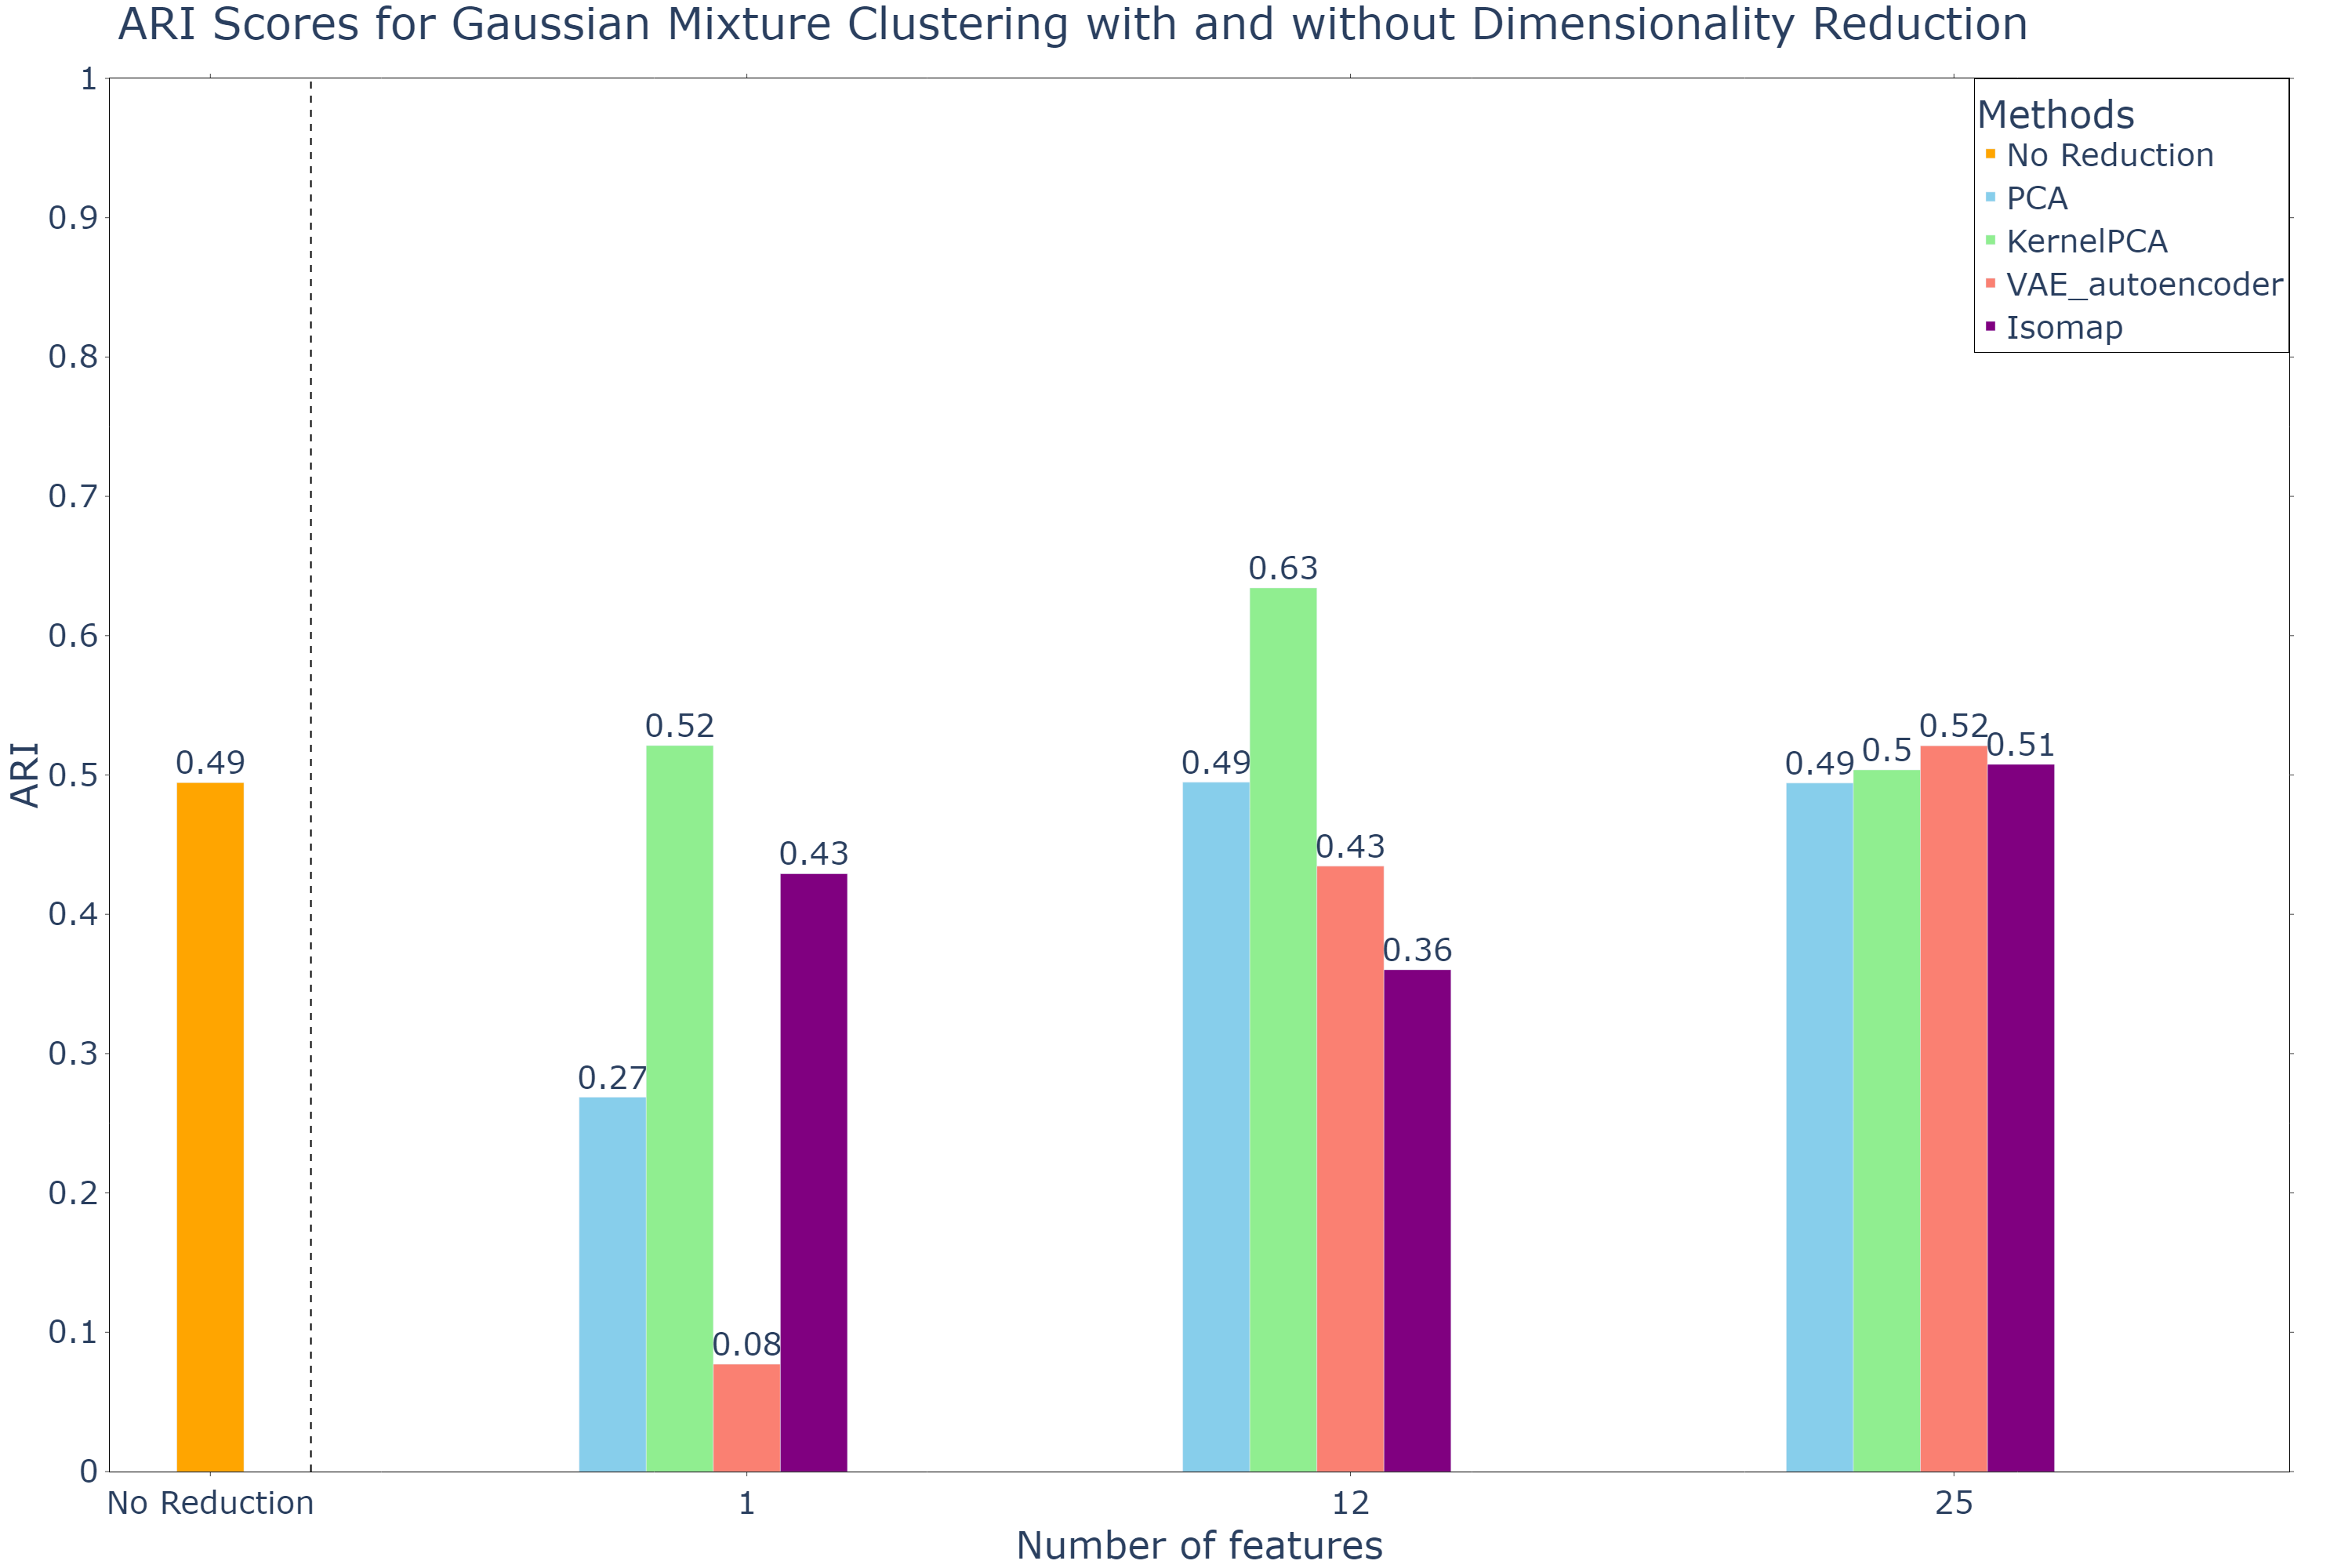 ARI Scores for Gaussian Mixture Clustering with and without Dimensionality Reduction
Methods
No Reduction
PCA
KernelPCA
VAE_autoencoder
Isomap
ARI
1
0.9
0.8
0.7
0.6
0.5
0.4
0.3
0.2
0.1
0
0.49
0.27
0.52
0.08
0.43
0.49
0.63
0.43
0.36
0.49
0.5
0.52
0.51
No Reduction
1
12
25
Number of features